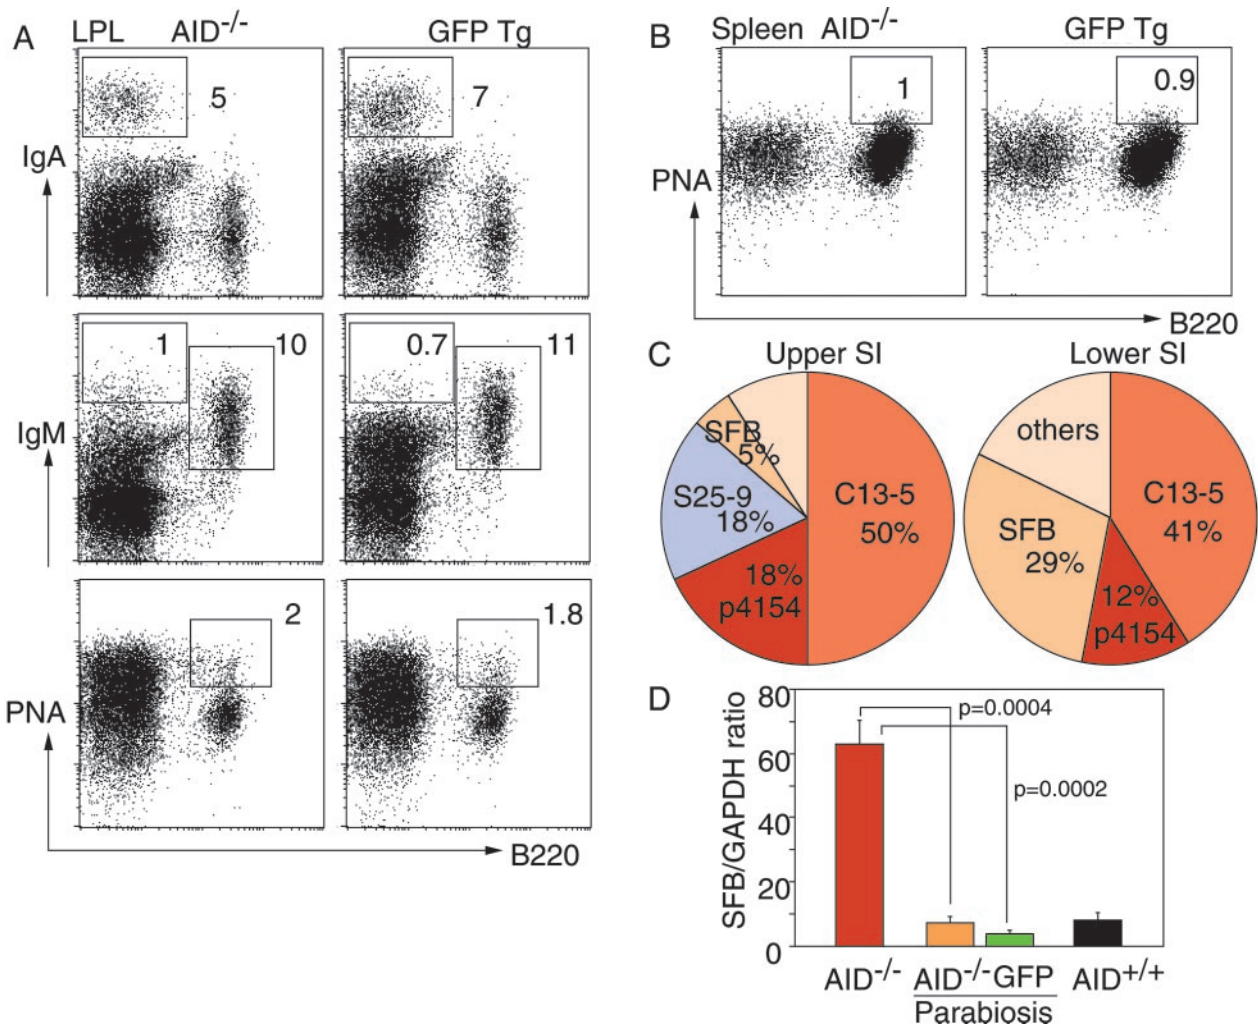 A LPL AID-/- GFP Tg
IgA 5 7
IgM 1 10 0.7 11
PNA 2 1.8
B220
B Spleen AID-/- GFP Tg
PNA 1 0.9
B220
C Upper SI Lower SI
SFB
5%
S25-9
18%
C13-5
50%
18%
p4154
others
C13-5
41%
SFB
29%
12%
p4154
D
SFB/GAPDH ratio
80
60
40
20
0
p=0.0004
p=0.0002
AID-/- AID-/- GFP AID+/+
Parabiosis